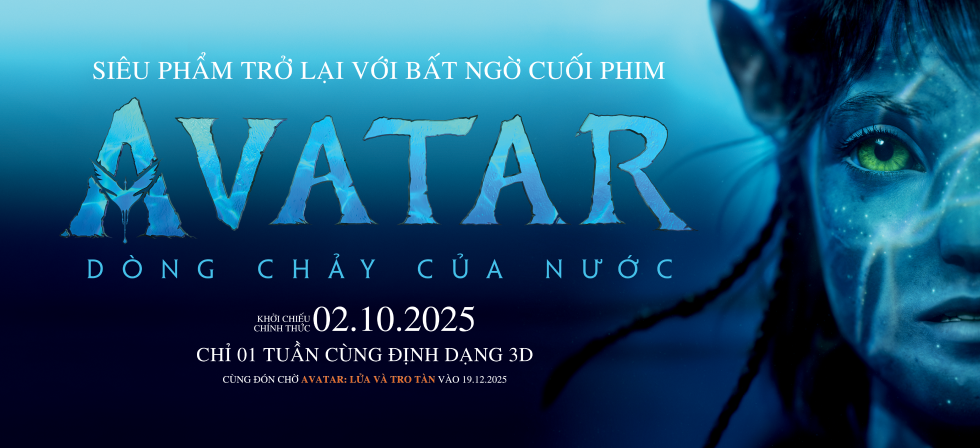 SIÊU PHẨM TRỞ LẠI VỚI BẤT NGỜ CUỐI PHIM
AVATAR
DÒNG CHẢY CỦA NƯỚC
KHỞI CHIẾU
CHÍNH THỨC 02.10.2025
CHỈ 01 TUẦN CÙNG ĐỊNH DẠNG 3D
CÙNG ĐÓN CHỜ AVATAR: LỬA VÀ TRO TÀN VÀO 19.12.2025